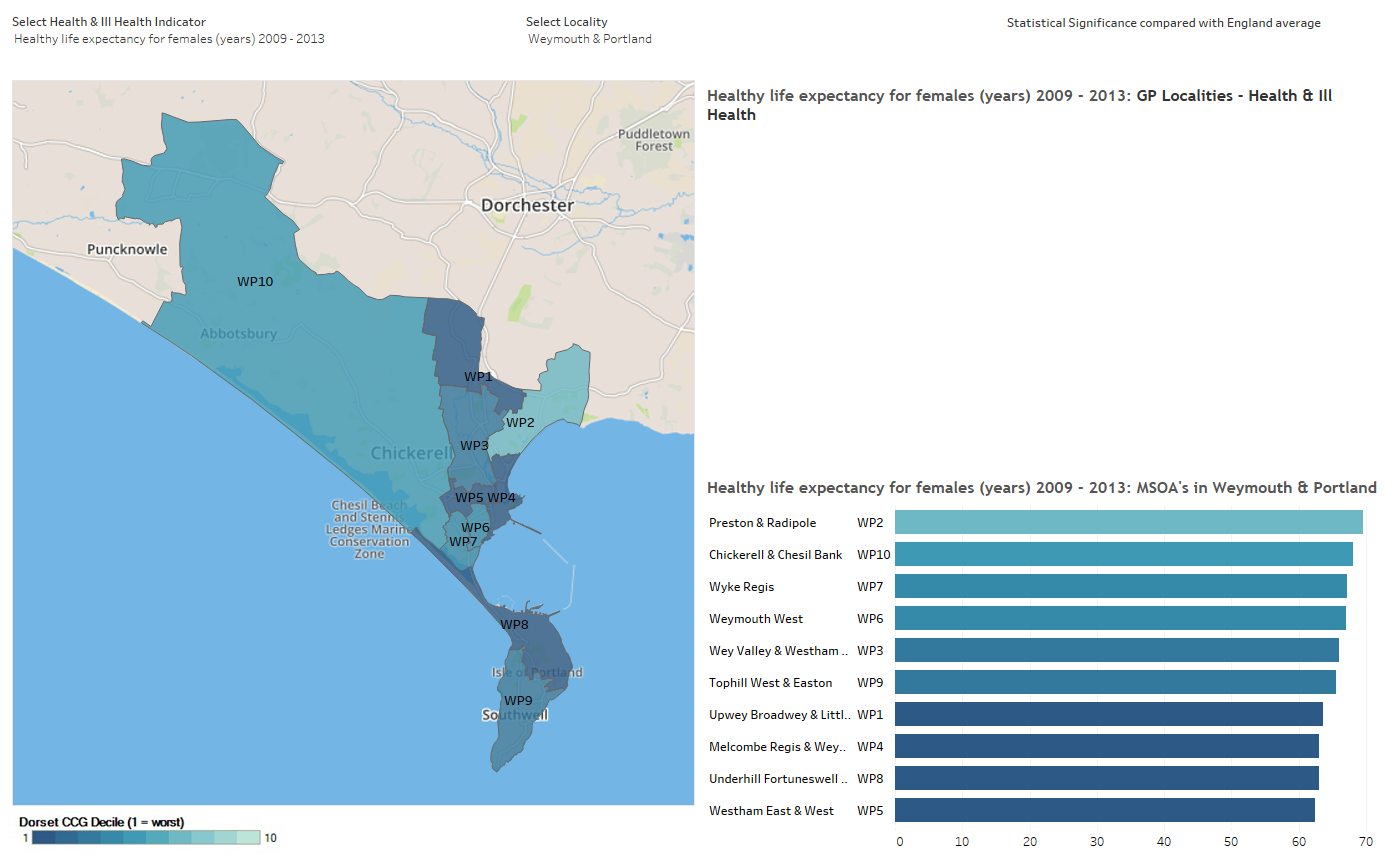 Select Health & Ill Health Indicator
Healthy life expectancy for females (years) 2009 - 2013
Select Locality
Weymouth & Portland
Statistical Significance compared with England average
Puddletown
Forest
Dorchester
Puncknowle
WP10
Abbotsbury
WP1
WP2
WP3
Chickerell
WP5 WP4
Chesil Beach
and Stennis
Ledges Marine
Conservation
Zone
WP6
WP7
WP8
Isle of Portland
WP9
Southwell
Dorset CCG Decile (1 = worst)
1 10
Healthy life expectancy for females (years) 2009 - 2013: GP Localities - Health & Ill
Health
Healthy life expectancy for females (years) 2009 - 2013: MSOA's in Weymouth & Portland
Preston & Radipole WP2
Chickerell & Chesil Bank WP10
Wyke Regis WP7
Weymouth West WP6
Wey Valley & Westham .. WP3
Tophill West & Easton WP9
Upwey Broadwey & Littl.. WP1
Melcombe Regis & Wey.. WP4
Underhill Fortuneswell .. WP8
Westham East & West WP5
0 10 20 30 40 50 60 70